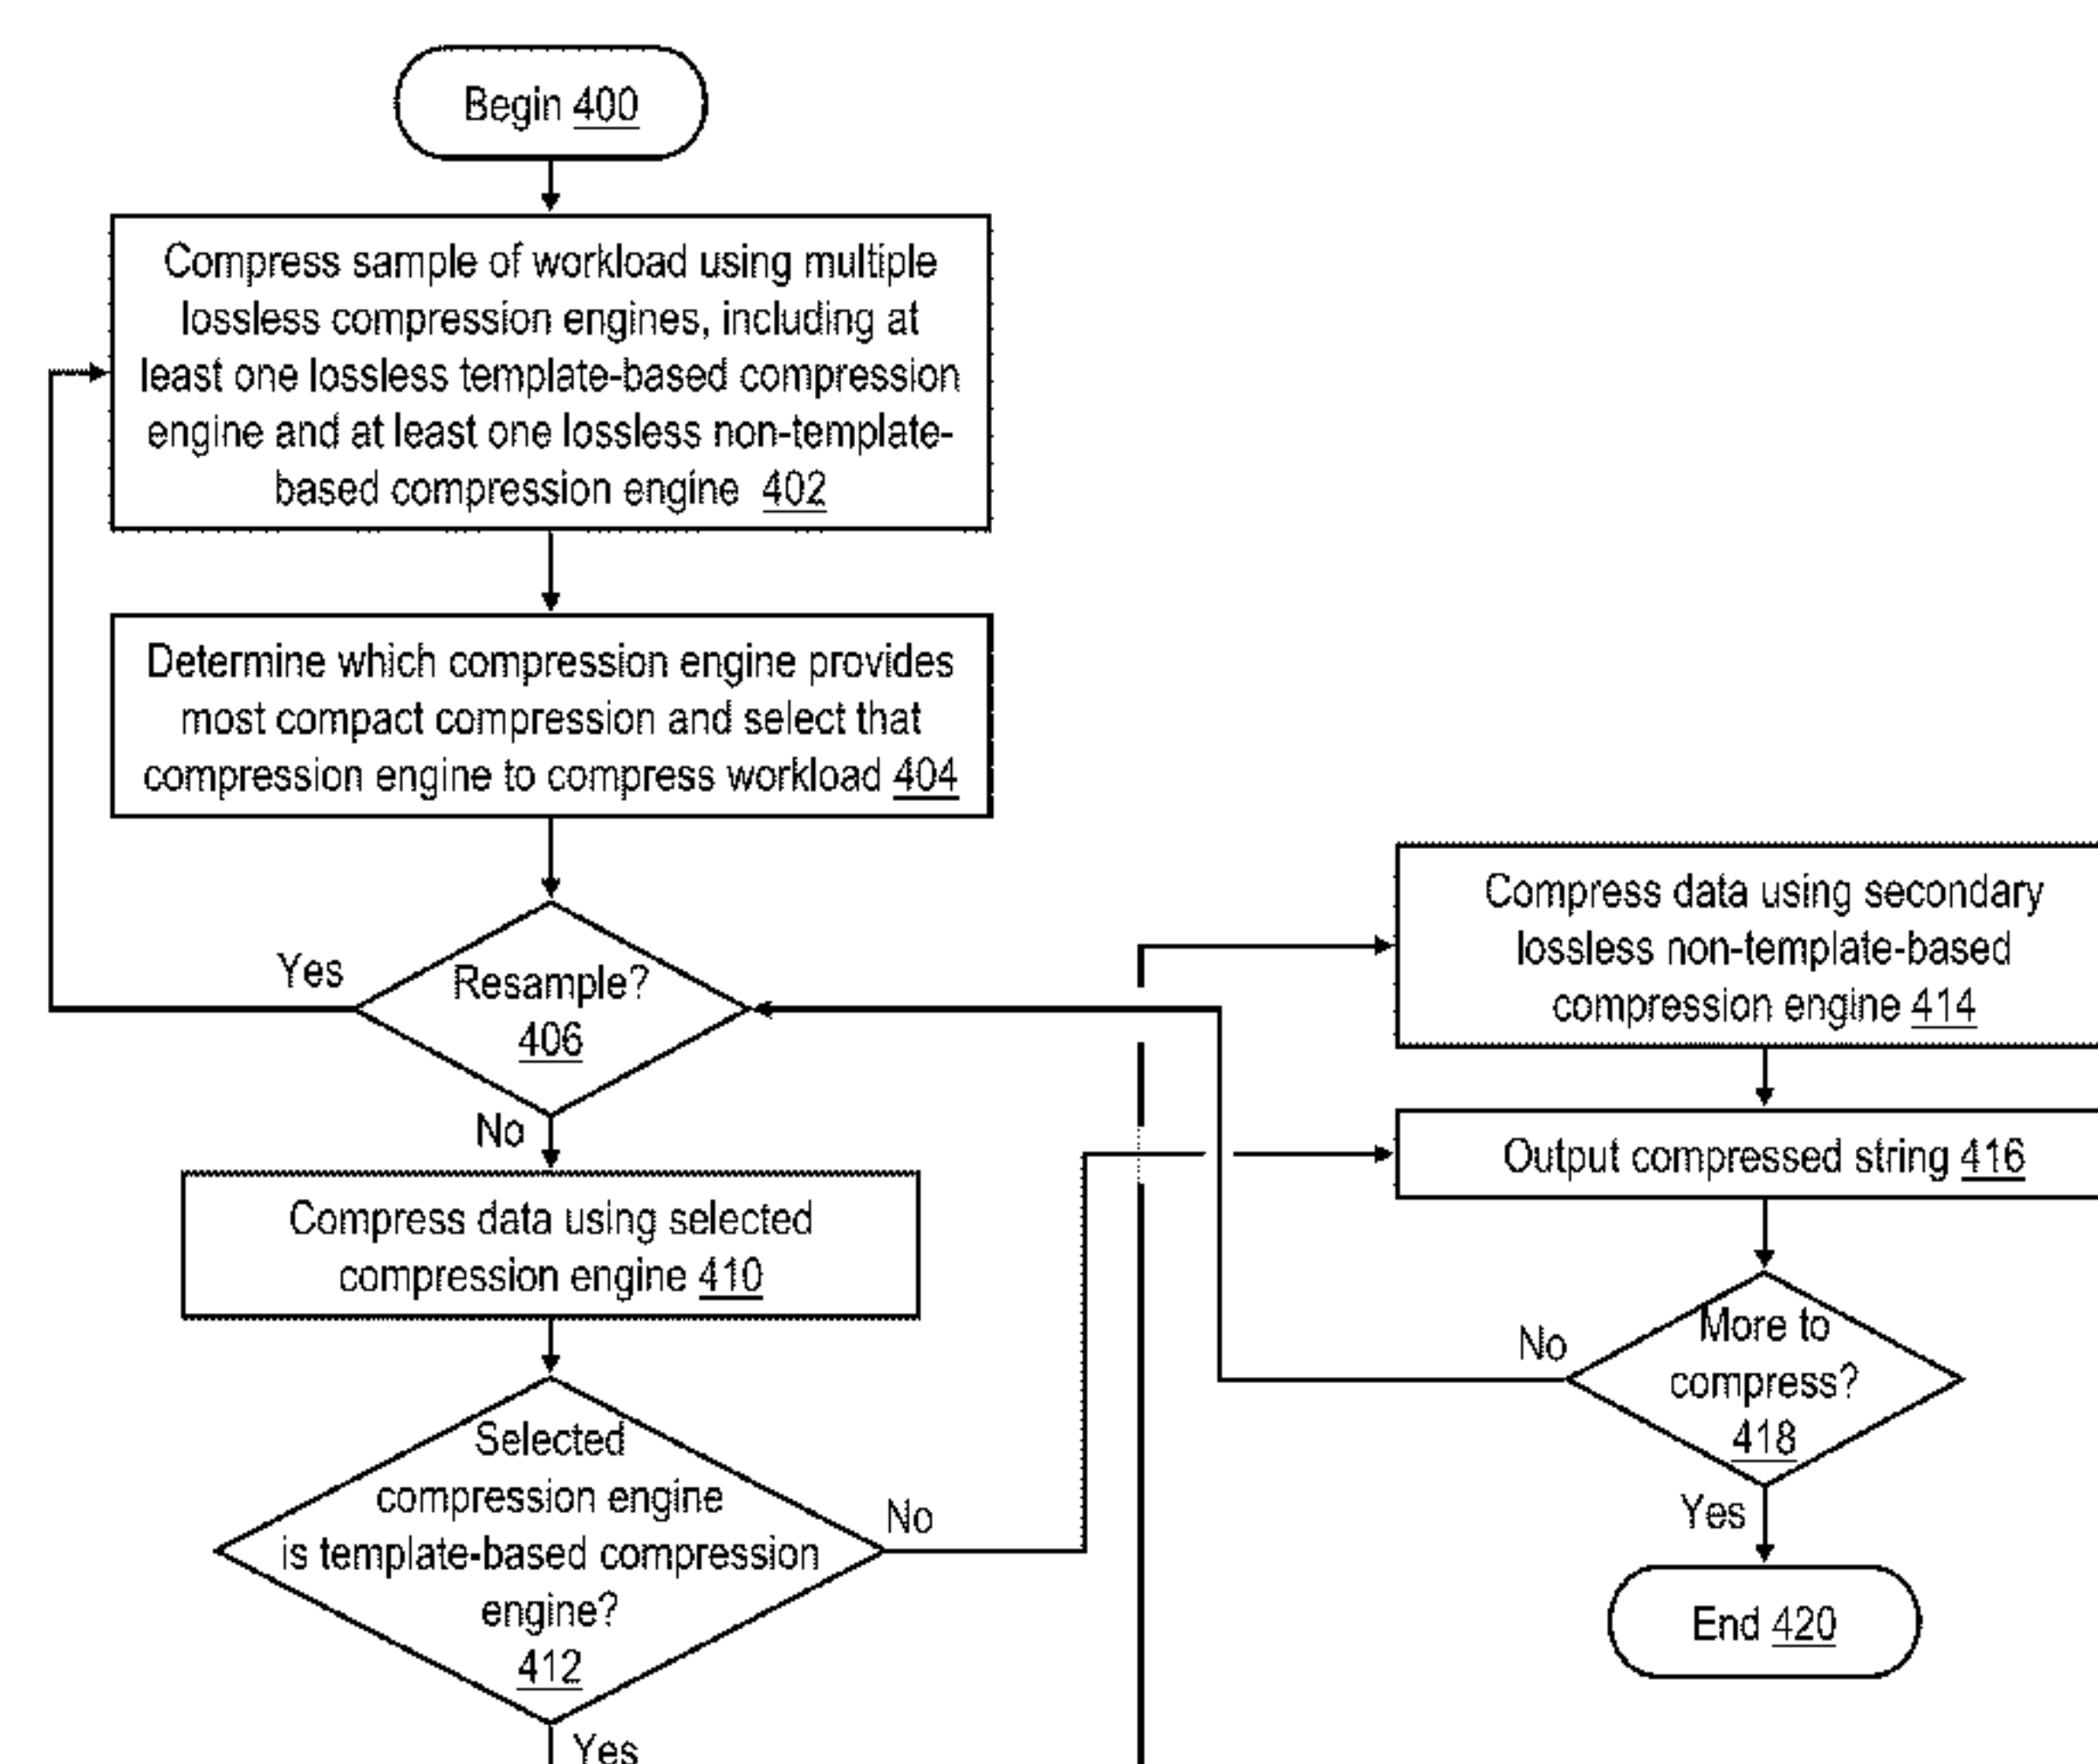 Begin 400
Compress sample of workload using multiple
lossless compression engines, including at
least one lossless template-based compression
engine and at least one lossless non-template-
based compression engine 402
Determine which compression engine provides
most compact compression and select that
compression engine to compress workload 404
Resample?
406
Yes
No
Compress data using selected
compression engine 410
Selected
compression engine
is template-based compression
engine?
412
No
Yes
Compress data using secondary
lossless non-template-based
compression engine 414
Output compressed string 416
More to
compress?
418
No
Yes
End 420